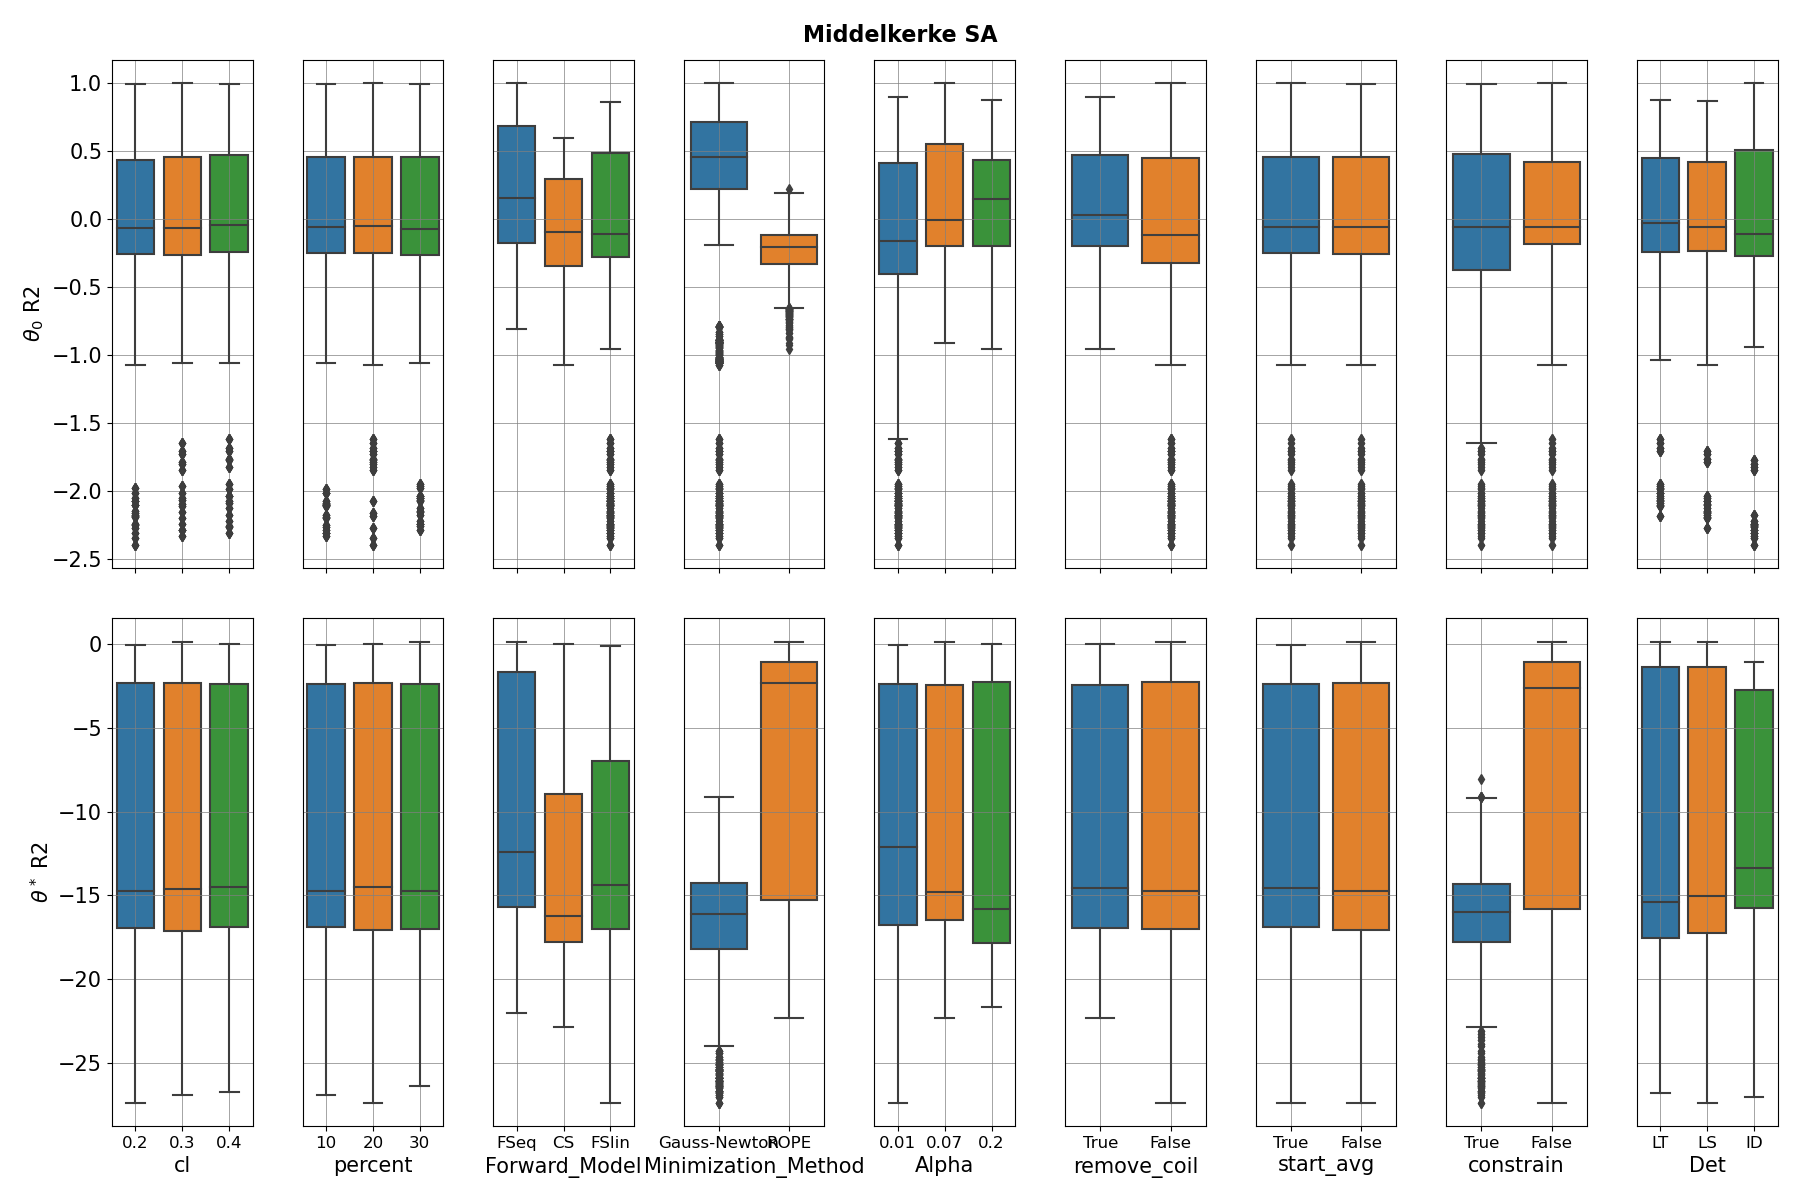 Middelkerke SA
1.0
0.5
0.0
−0.5
−1.0
−1.5
−2.0
−2.5
θ₀ R2
0
−5
−10
−15
−20
−25
θ* R2
0.2 0.3 0.4
10 20 30
FSeq CS FSlin
Gauss-Newton ROPE
0.01 0.07 0.2
True False
True False
True False
LT LS ID
cl
percent
Forward_Model
Minimization_Method
Alpha
remove_coil
start_avg
constrain
Det